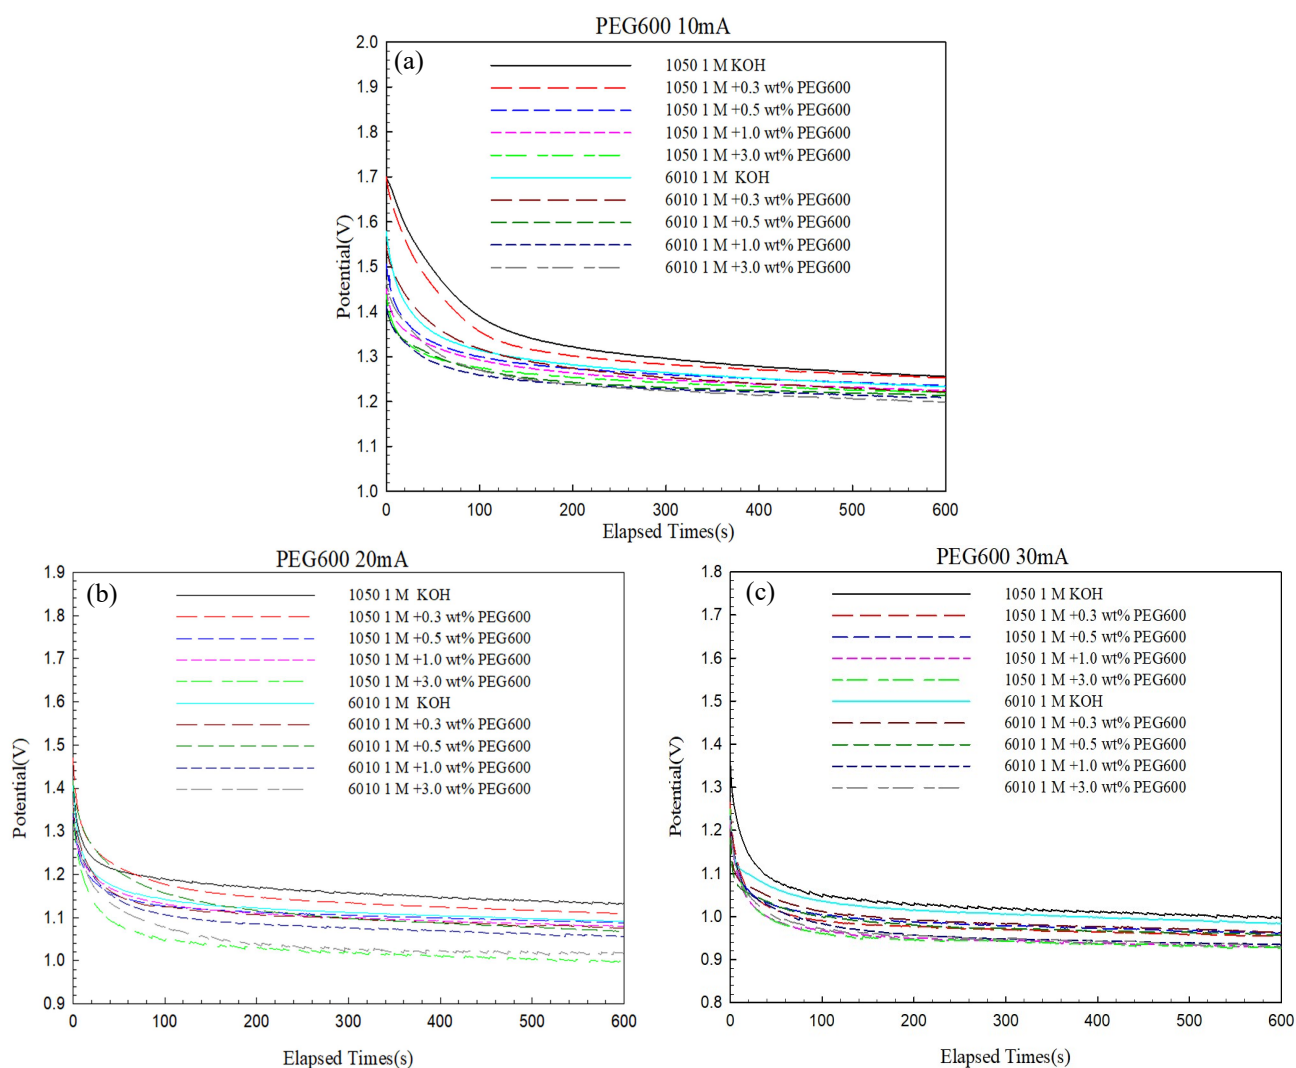 PEG600 10mA
(a)
1050 1 M KOH
1050 1 M +0.3 wt% PEG600
1050 1 M +0.5 wt% PEG600
1050 1 M +1.0 wt% PEG600
1050 1 M +3.0 wt% PEG600
6010 1 M KOH
6010 1 M +0.3 wt% PEG600
6010 1 M +0.5 wt% PEG600
6010 1 M +1.0 wt% PEG600
6010 1 M +3.0 wt% PEG600
2.0
1.9
1.8
1.7
1.6
1.5
1.4
1.3
1.2
1.1
1.0
Potential(V)
0 100 200 300 400 500 600
Elapsed Times(s)
PEG600 20mA
(b)
1050 1 M KOH
1050 1 M +0.3 wt% PEG600
1050 1 M +0.5 wt% PEG600
1050 1 M +1.0 wt% PEG600
1050 1 M +3.0 wt% PEG600
6010 1 M KOH
6010 1 M +0.3 wt% PEG600
6010 1 M +0.5 wt% PEG600
6010 1 M +1.0 wt% PEG600
6010 1 M +3.0 wt% PEG600
1.9
1.8
1.7
1.6
1.5
1.4
1.3
1.2
1.1
1.0
0.9
Potential(V)
0 100 200 300 400 500 600
Elapsed Times(s)
PEG600 30mA
(c)
1050 1 M KOH
1050 1 M +0.3 wt% PEG600
1050 1 M +0.5 wt% PEG600
1050 1 M +1.0 wt% PEG600
1050 1 M +3.0 wt% PEG600
6010 1 M KOH
6010 1 M +0.3 wt% PEG600
6010 1 M +0.5 wt% PEG600
6010 1 M +1.0 wt% PEG600
6010 1 M +3.0 wt% PEG600
1.8
1.7
1.6
1.5
1.4
1.3
1.2
1.1
1.0
0.9
0.8
Potential(V)
0 100 200 300 400 500 600
Elapsed Times(s)